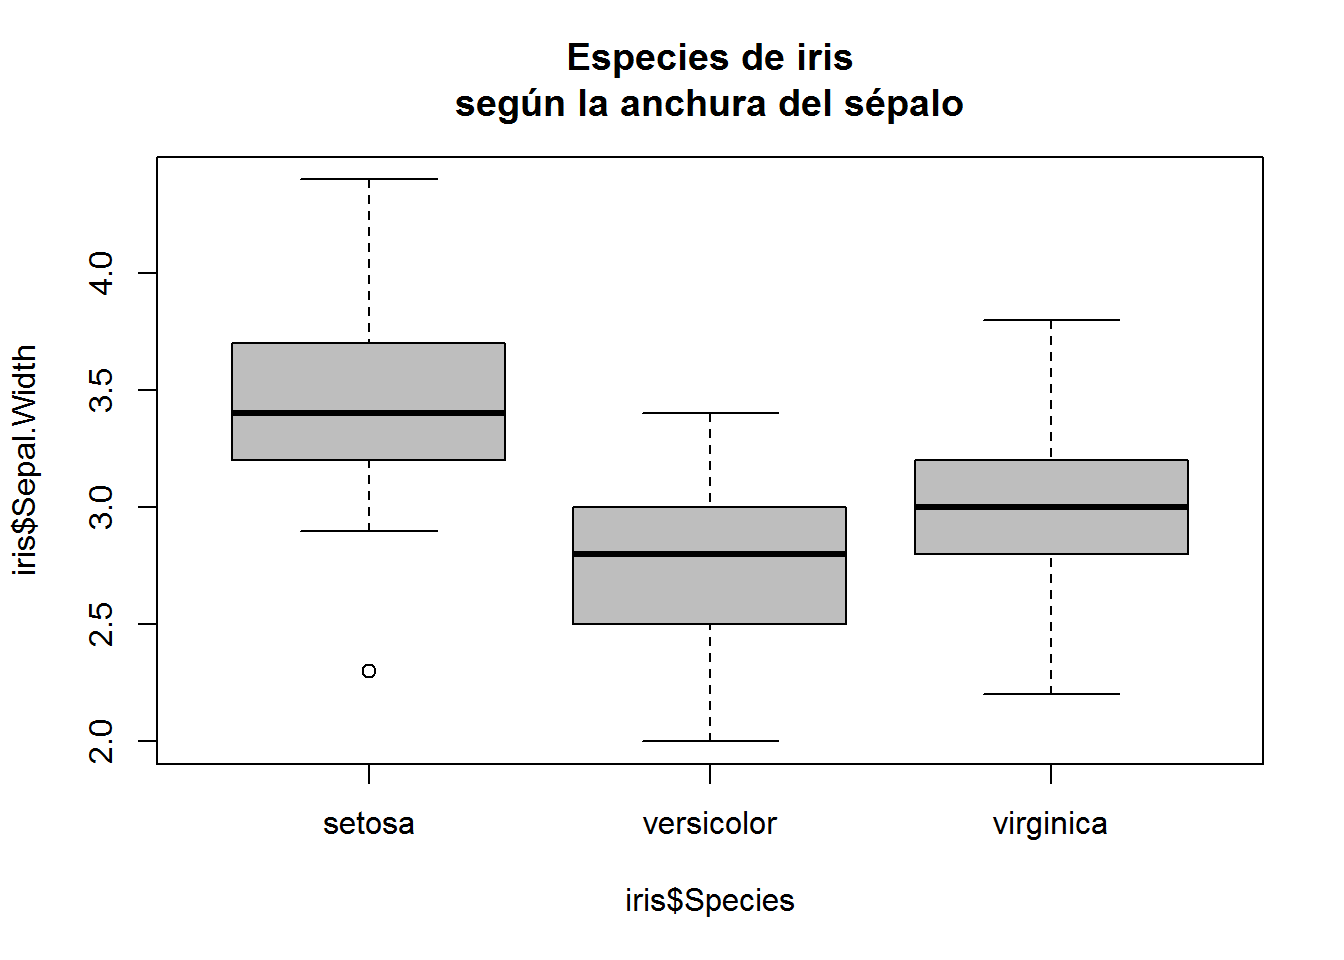 Especies de iris
según la anchura del sépalo
iris$Sepal.Width
4.0
3.5
3.0
2.5
2.0
setosa versicolor virginica
iris$Species